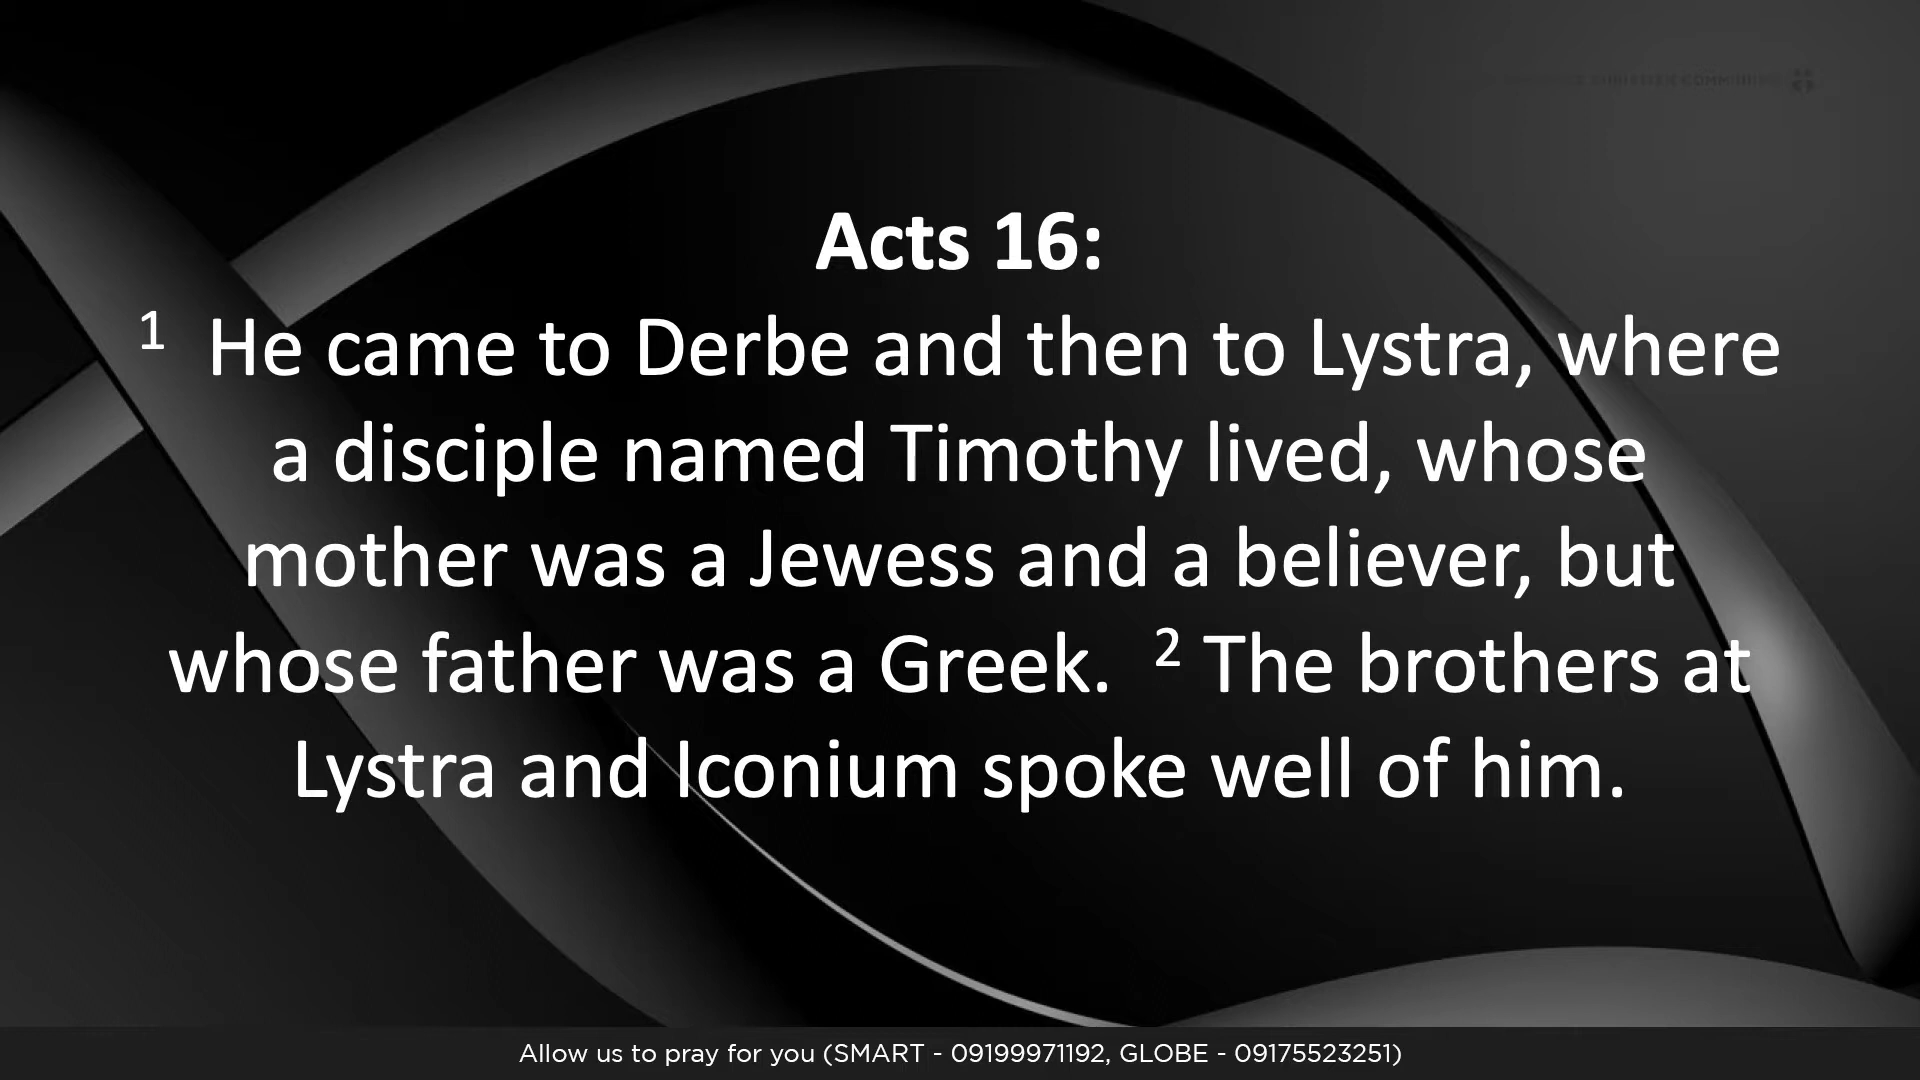 Acts 16:
1 He came to Derbe and then to Lystra, where
a disciple named Timothy lived, whose
mother was a Jewess and a believer, but
whose father was a Greek. 2 The brothers at
Lystra and Iconium spoke well of him.
Allow us to pray for you (SMART - 09199971192, GLOBE - 09175523251)